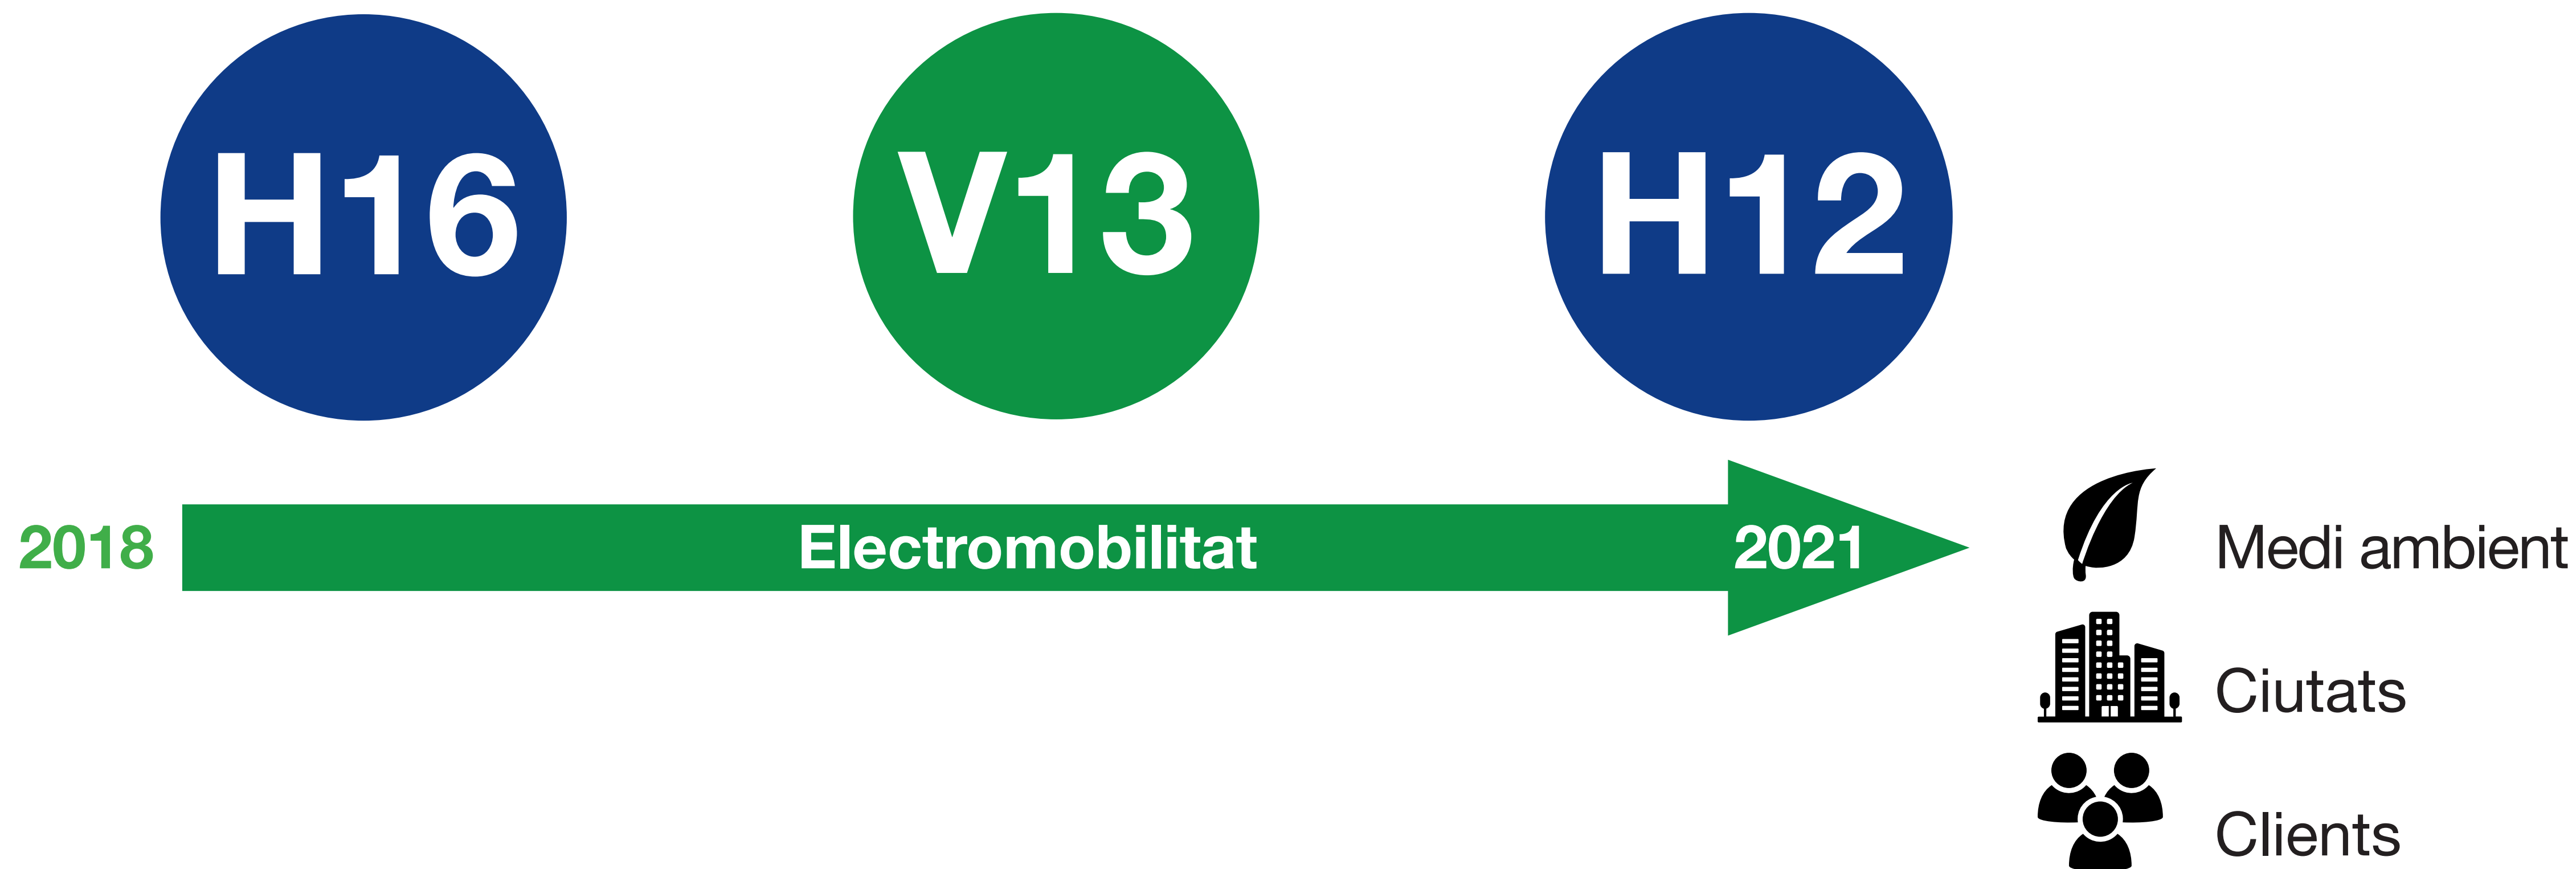 H16
V13
H12
2018
Electromobilitat
2021
Medi ambient
Ciutats
Clients